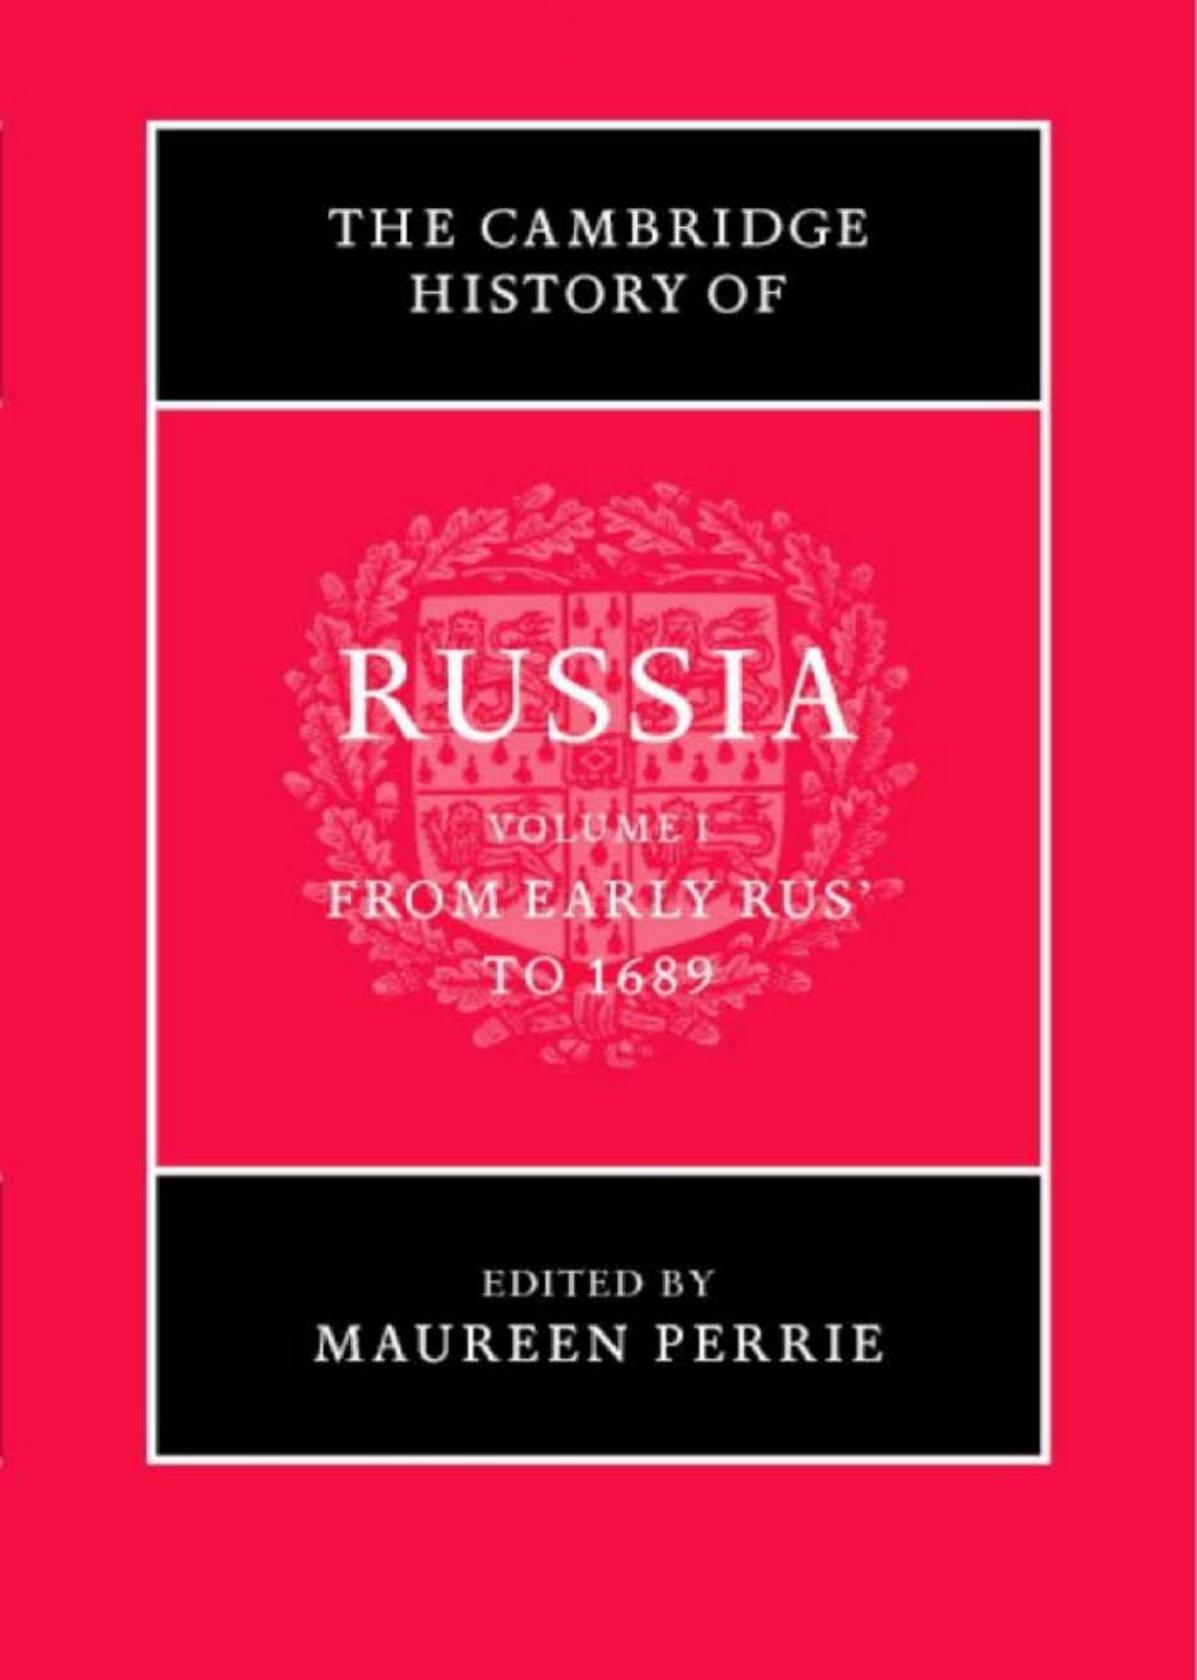 THE CAMBRIDGE
HISTORY OF
RUSSIA
VOLUME I
FROM EARLY RUS’
TO 1689
EDITED BY
MAUREEN PERRIE